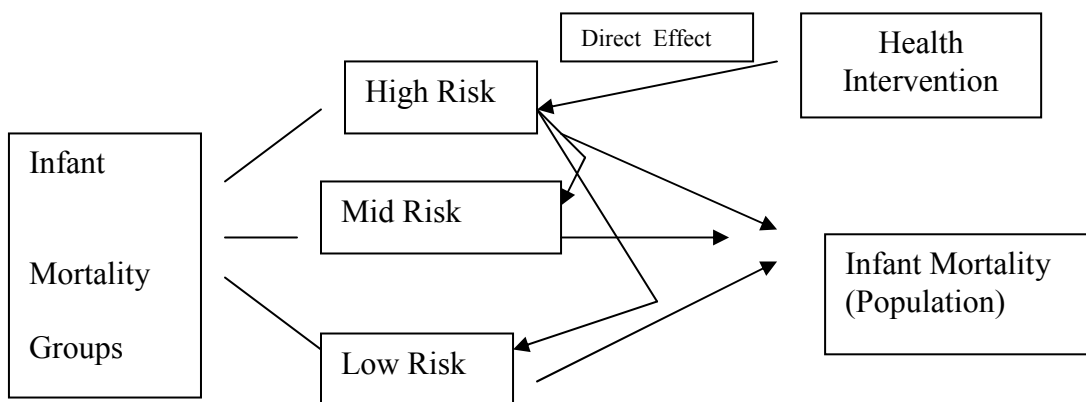 Direct Effect
Health
Intervention
High Risk
Infant
Mortality
Groups
Mid Risk
Low Risk
Infant Mortality
(Population)